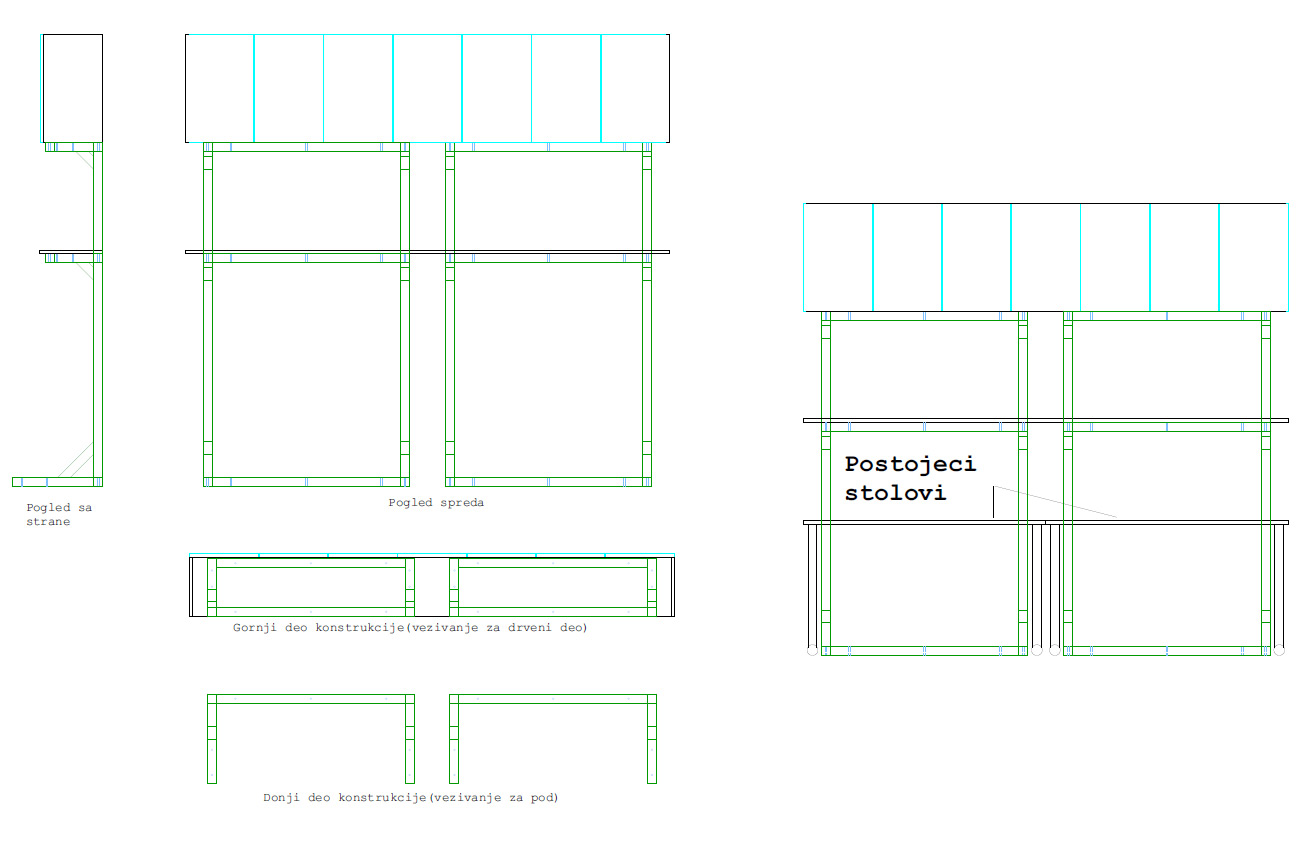 Pogled sa
strane
Pogled spreda
Gornji deo konstrukcije(vezivanje za drveni deo)
Donji deo konstrukcije(vezivanje za pod)
Postojeci
stolovi